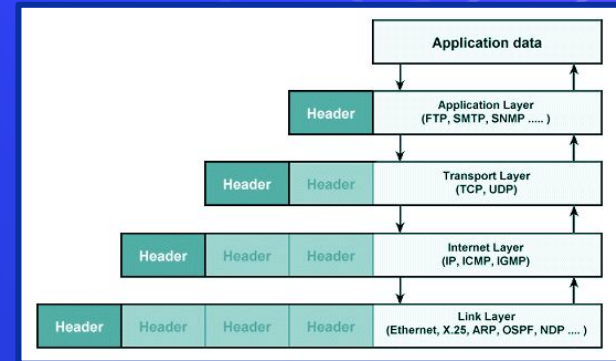 Application data
Header
Application Layer
(FTP, SMTP, SNMP ..... )
Header Header
Transport Layer
(TCP, UDP)
Header Header Header
Internet Layer
(IP, ICMP, IGMP)
Header Header Header Header
Link Layer
(Ethernet, X.25, ARP, OSPF, NDP .... )